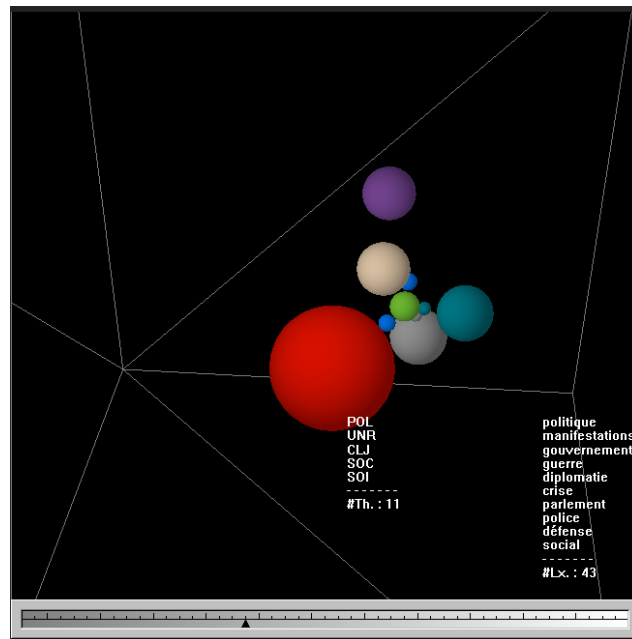 POL
UNR
CLJ
SOC
SOI
-------
#Th. : 11
politique
manifestations
gouvernement
guerre
diplomatie
crise
parlement
police
défense
social
--------
#Lx. : 43